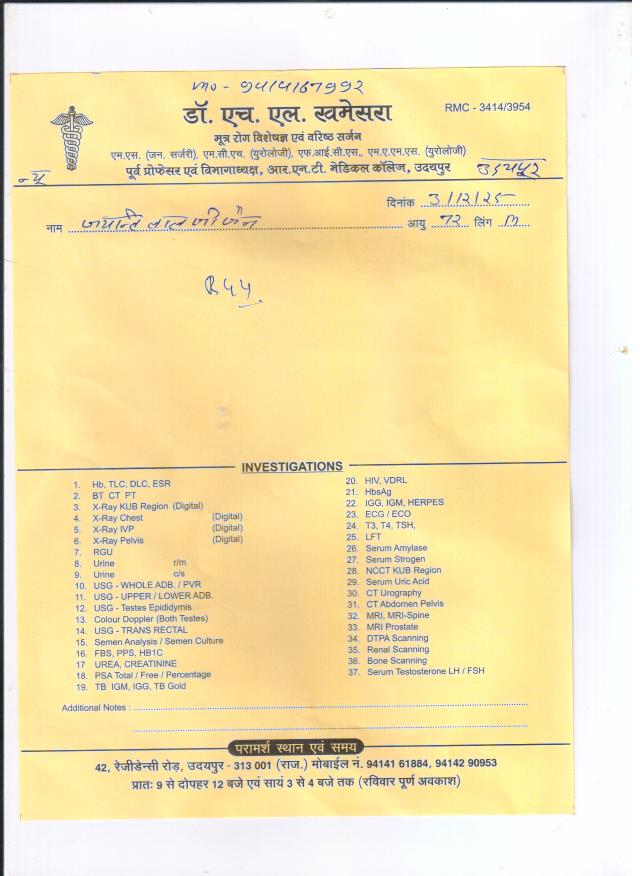 mo - 9414167992
डॉ. एच. एल. खमेसरा
RMC - 3414/3954
मूत्र रोग विशेषज्ञ एवं वरिष्ठ सर्जन
एम.एस. (जन. सर्जरी), एम.सी.एच. (यूरोलोजी), एफ.आई.सी.एस., एम.ए.एम.एस. (यूरोलोजी)
पूर्व प्रोफेसर एवं विभागाध्यक्ष, आर.एन.टी. मेडिकल कॉलेज, उदयपुर
न्यू उदयपुर
दिनांक 3/12/25
नाम जयन्ति लाल जी जैन आयु 72 लिंग M
INVESTIGATIONS
1. Hb, TLC, DLC, ESR
2. BT CT PT
3. X-Ray KUB Region (Digital)
4. X-Ray Chest (Digital)
5. X-Ray IVP (Digital)
6. X-Ray Pelvis (Digital)
7. RGU
8. Urine r/m
9. Urine c/s
10. USG - WHOLE ADB. / PVR
11. USG - UPPER / LOWER ADB.
12. USG - Testes Epididymis
13. Colour Doppler (Both Testes)
14. USG - TRANS RECTAL
15. Semen Analysis / Semen Culture
16. FBS, PPS, HB1C
17 UREA, CREATININE
18. PSA Total / Free / Percentage
19. TB IGM, IGG, TB Gold
20. HIV, VDRL
21. HbsAg
22. IGG, IGM, HERPES
23. ECG / ECO
24. T3, T4, TSH,
25. LFT
26. Serum Amylase
27. Serum Strogen
28. NCCT KUB Region
29. Serum Uric Acid
30. CT Urography
31. CT Abdomen Pelvis
32. MRI, MRI-Spine
33. MRI Prostate
34. DTPA Scanning
35. Renal Scanning
36. Bone Scanning
37. Serum Testosterone LH / FSH
Additional Notes :
परामर्श स्थान एवं समय
42, रेजीडेन्सी रोड़, उदयपुर - 313 001 (राज.) मोबाईल नं. 94141 61884, 94142 90953
प्रातः 9 से दोपहर 12 बजे एवं सायं 3 से 4 बजे तक (रविवार पूर्ण अवकाश)